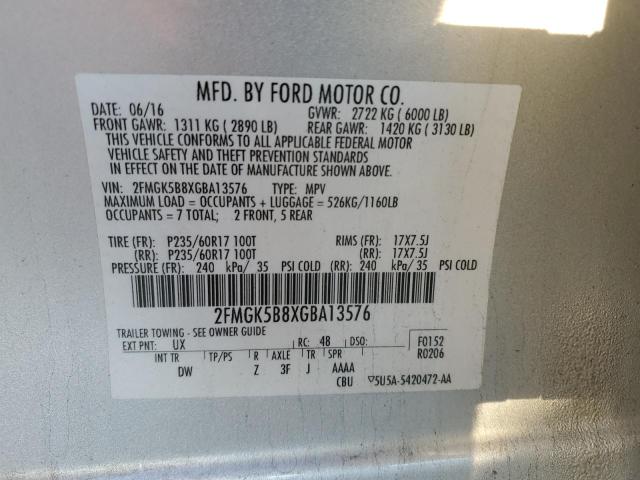 MFD. BY FORD MOTOR CO.
DATE: 06/16 GVWR: 2722 KG ( 6000 LB)
FRONT GAWR: 1311 KG ( 2890 LB) REAR GAWR: 1420 KG ( 3130 LB)
THIS VEHICLE CONFORMS TO ALL APPLICABLE FEDERAL MOTOR
VEHICLE SAFETY AND THEFT PREVENTION STANDARDS
IN EFFECT ON THE DATE OF MANUFACTURE SHOWN ABOVE.
VIN: 2FMGK5B8XGBA13576 TYPE: MPV
MAXIMUM LOAD = OCCUPANTS + LUGGAGE = 526KG/1160LB
OCCUPANTS = 7 TOTAL; 2 FRONT, 5 REAR
TIRE (FR): P235/60R17 100T RIMS (FR): 17X7.5J
(RR): P235/60R17 100T (RR): 17X7.5J
PRESSURE (FR): 240 kPa/ 35 PSI COLD (RR): 240 kPa/ 35 PSI COLD
2FMGK5B8XGBA13576
TRAILER TOWING - SEE OWNER GUIDE
EXT PNT: UX RC: 48 DSO: F0152
R0206
INT TR TP/PS R AXLE TR SPR
DW Z 3F J AAAA
CBU ▽5U5A-5420472-AA